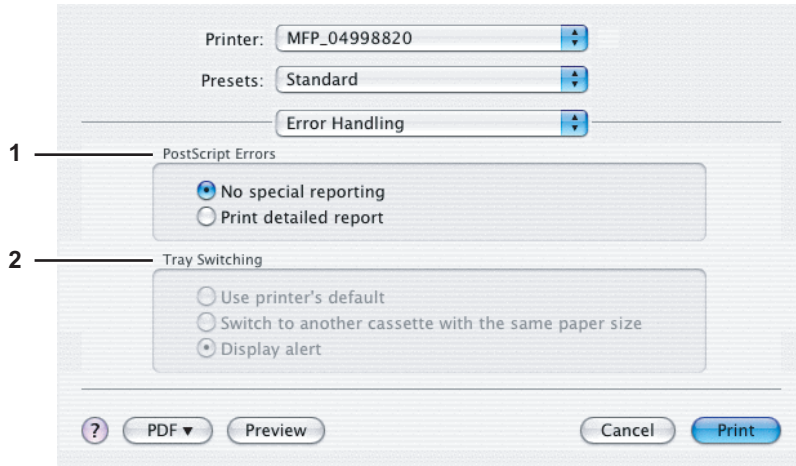 Printer: MFP_04998820
Presets: Standard
Error Handling
1
PostScript Errors
No special reporting
Print detailed report
2
Tray Switching
Use printer's default
Switch to another cassette with the same paper size
Display alert
? PDF▼ Preview Cancel Print